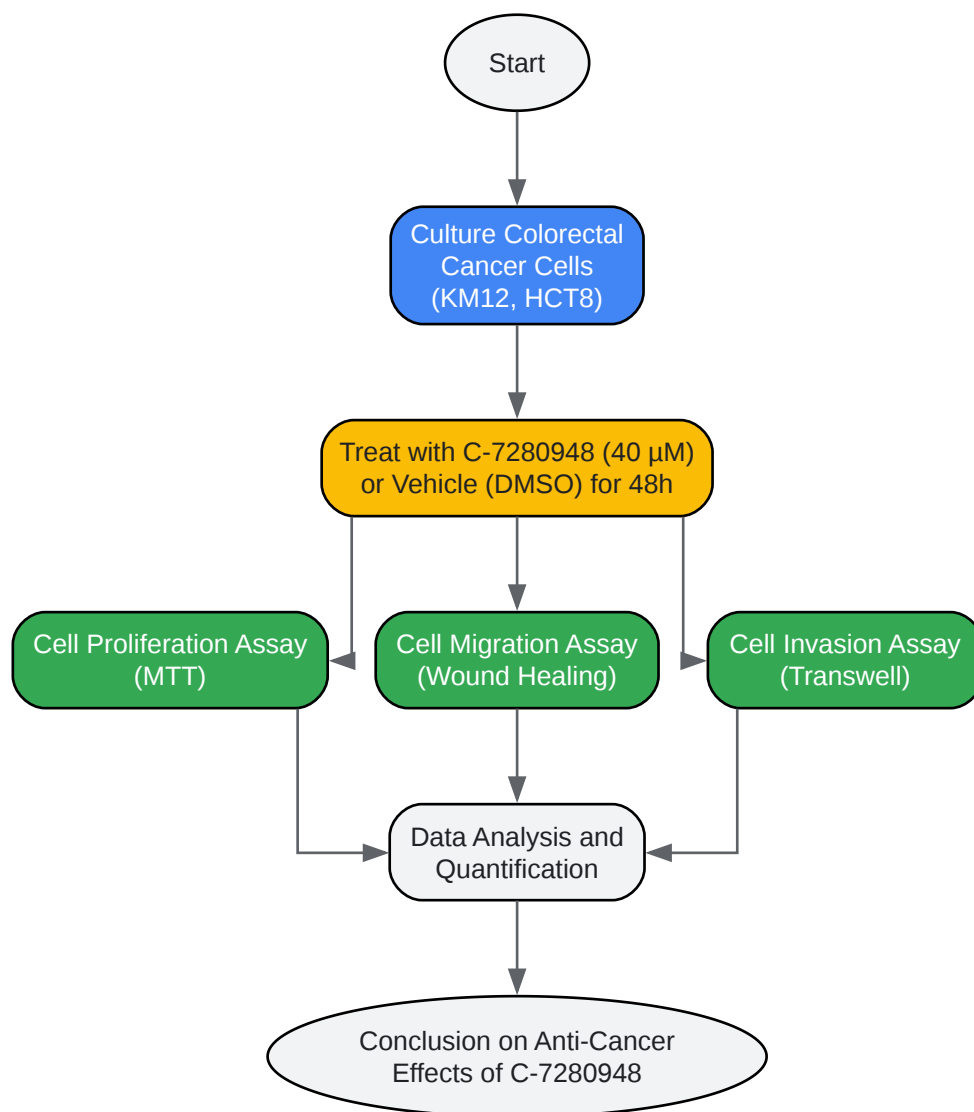 Start
Culture Colorectal
Cancer Cells
(KM12, HCT8)
Treat with C-7280948 (40 µM)
or Vehicle (DMSO) for 48h
Cell Proliferation Assay
(MTT)
Cell Migration Assay
(Wound Healing)
Cell Invasion Assay
(Transwell)
Data Analysis and
Quantification
Conclusion on Anti-Cancer
Effects of C-7280948